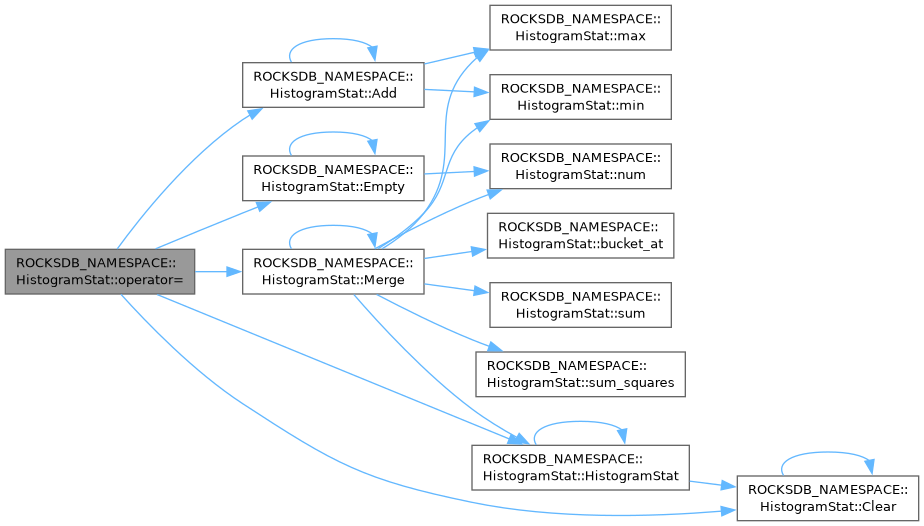 ROCKSDB_NAMESPACE::
HistogramStat::operator=
ROCKSDB_NAMESPACE::
HistogramStat::Add
ROCKSDB_NAMESPACE::
HistogramStat::Empty
ROCKSDB_NAMESPACE::
HistogramStat::Merge
ROCKSDB_NAMESPACE::
HistogramStat::max
ROCKSDB_NAMESPACE::
HistogramStat::min
ROCKSDB_NAMESPACE::
HistogramStat::num
ROCKSDB_NAMESPACE::
HistogramStat::bucket_at
ROCKSDB_NAMESPACE::
HistogramStat::sum
ROCKSDB_NAMESPACE::
HistogramStat::sum_squares
ROCKSDB_NAMESPACE::
HistogramStat::HistogramStat
ROCKSDB_NAMESPACE::
HistogramStat::Clear